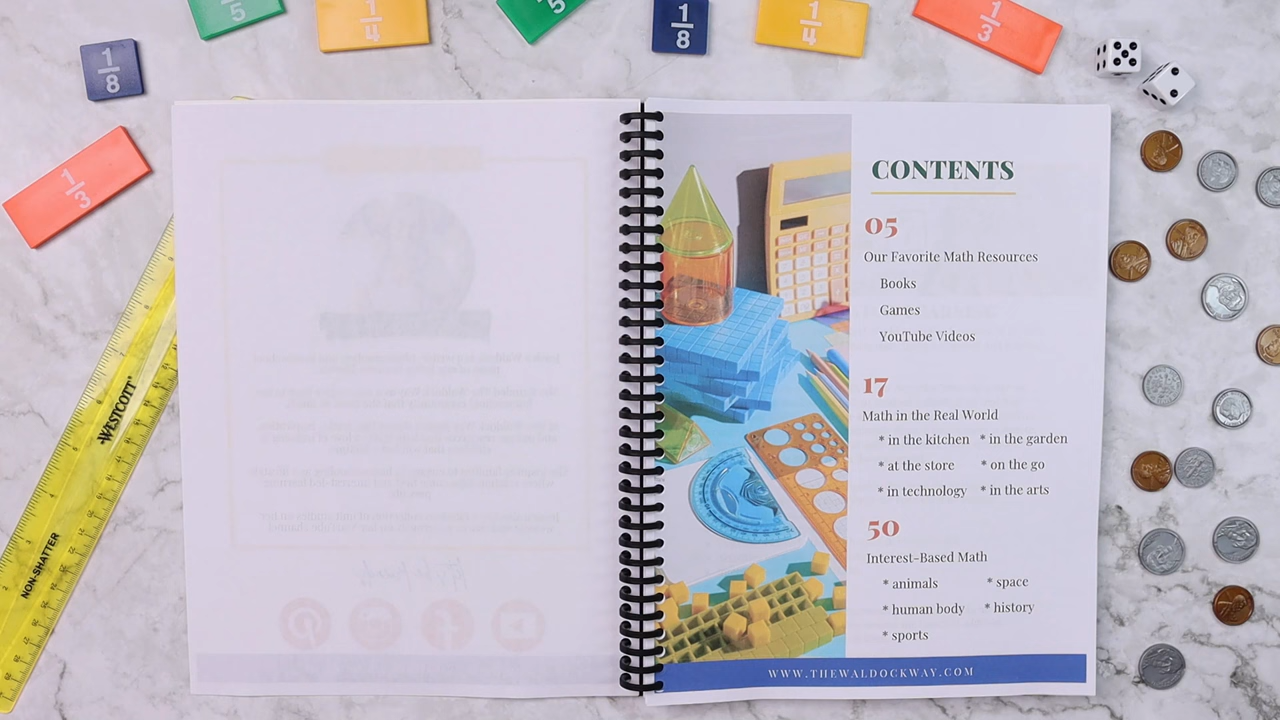 /5
1/4
1/5
1/8
1/4
1/3
1/8
1/3
WESTCOTT
NON-SHATTER
CONTENTS
05
Our Favorite Math Resources
Books
Games
YouTube Videos
17
Math in the Real World
* in the kitchen * in the garden
* at the store * on the go
* in technology * in the arts
50
Interest-Based Math
* animals * space
* human body * history
* sports
WWW.THEWALDOCKWAY.COM